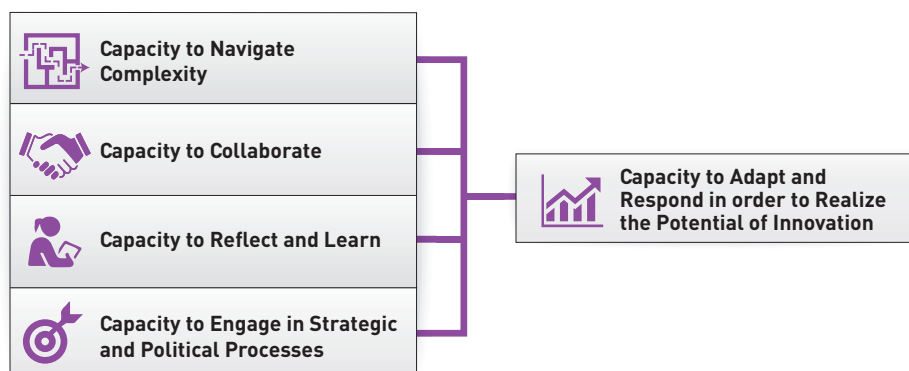 Capacity to Navigate
Complexity
Capacity to Collaborate
Capacity to Reflect and Learn
Capacity to Engage in Strategic
and Political Processes
Capacity to Adapt and
Respond in order to Realize
the Potential of Innovation